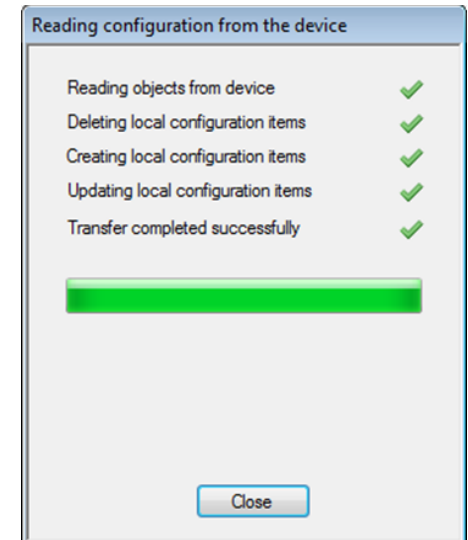 Reading configuration from the device
Reading objects from device
Deleting local configuration items
Creating local configuration items
Updating local configuration items
Transfer completed successfully
Close